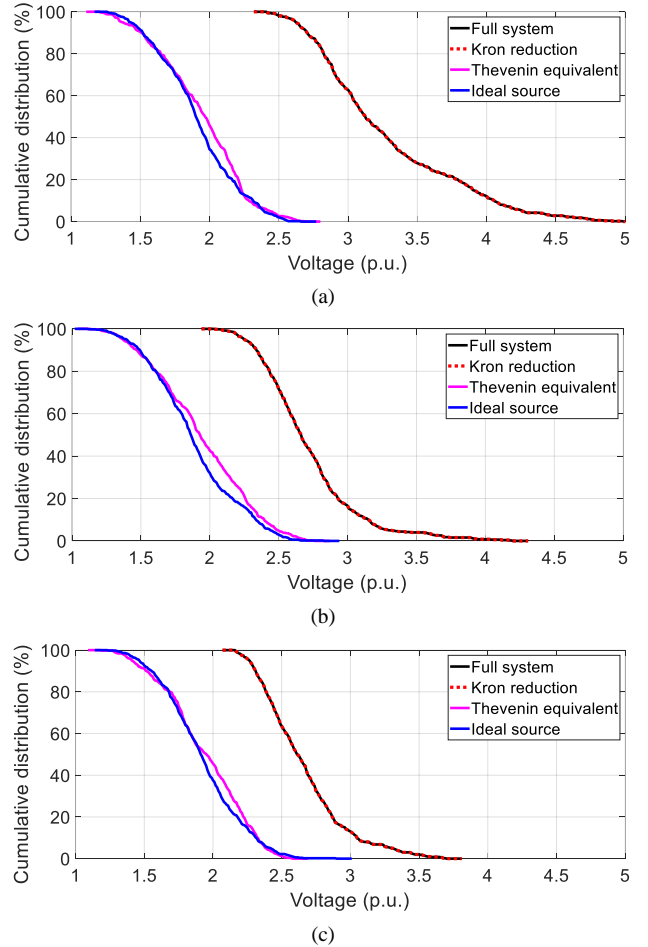 Cumulative distribution (%)
100
80
60
40
20
0
Full system
Kron reduction
Thevenin equivalent
Ideal source
1 1.5 2 2.5 3 3.5 4 4.5 5
Voltage (p.u.)
(a)
Cumulative distribution (%)
100
80
60
40
20
0
Full system
Kron reduction
Thevenin equivalent
Ideal source
1 1.5 2 2.5 3 3.5 4 4.5 5
Voltage (p.u.)
(b)
Cumulative distribution (%)
100
80
60
40
20
0
Full system
Kron reduction
Thevenin equivalent
Ideal source
1 1.5 2 2.5 3 3.5 4 4.5 5
Voltage (p.u.)
(c)